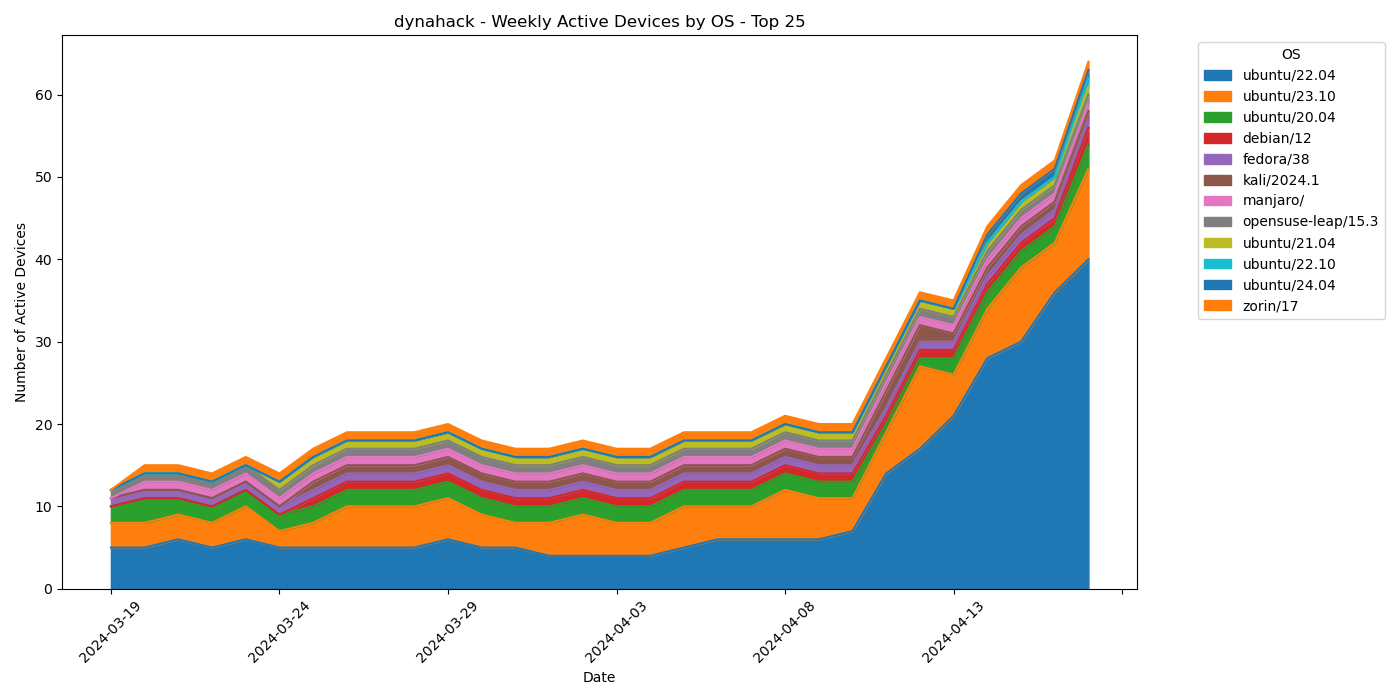 dynahack - Weekly Active Devices by OS - Top 25
Number of Active Devices
60
50
40
30
20
10
0
2024-03-19
2024-03-24
2024-03-29
2024-04-03
2024-04-08
2024-04-13
Date
OS
ubuntu/22.04
ubuntu/23.10
ubuntu/20.04
debian/12
fedora/38
kali/2024.1
manjaro/
opensuse-leap/15.3
ubuntu/21.04
ubuntu/22.10
ubuntu/24.04
zorin/17